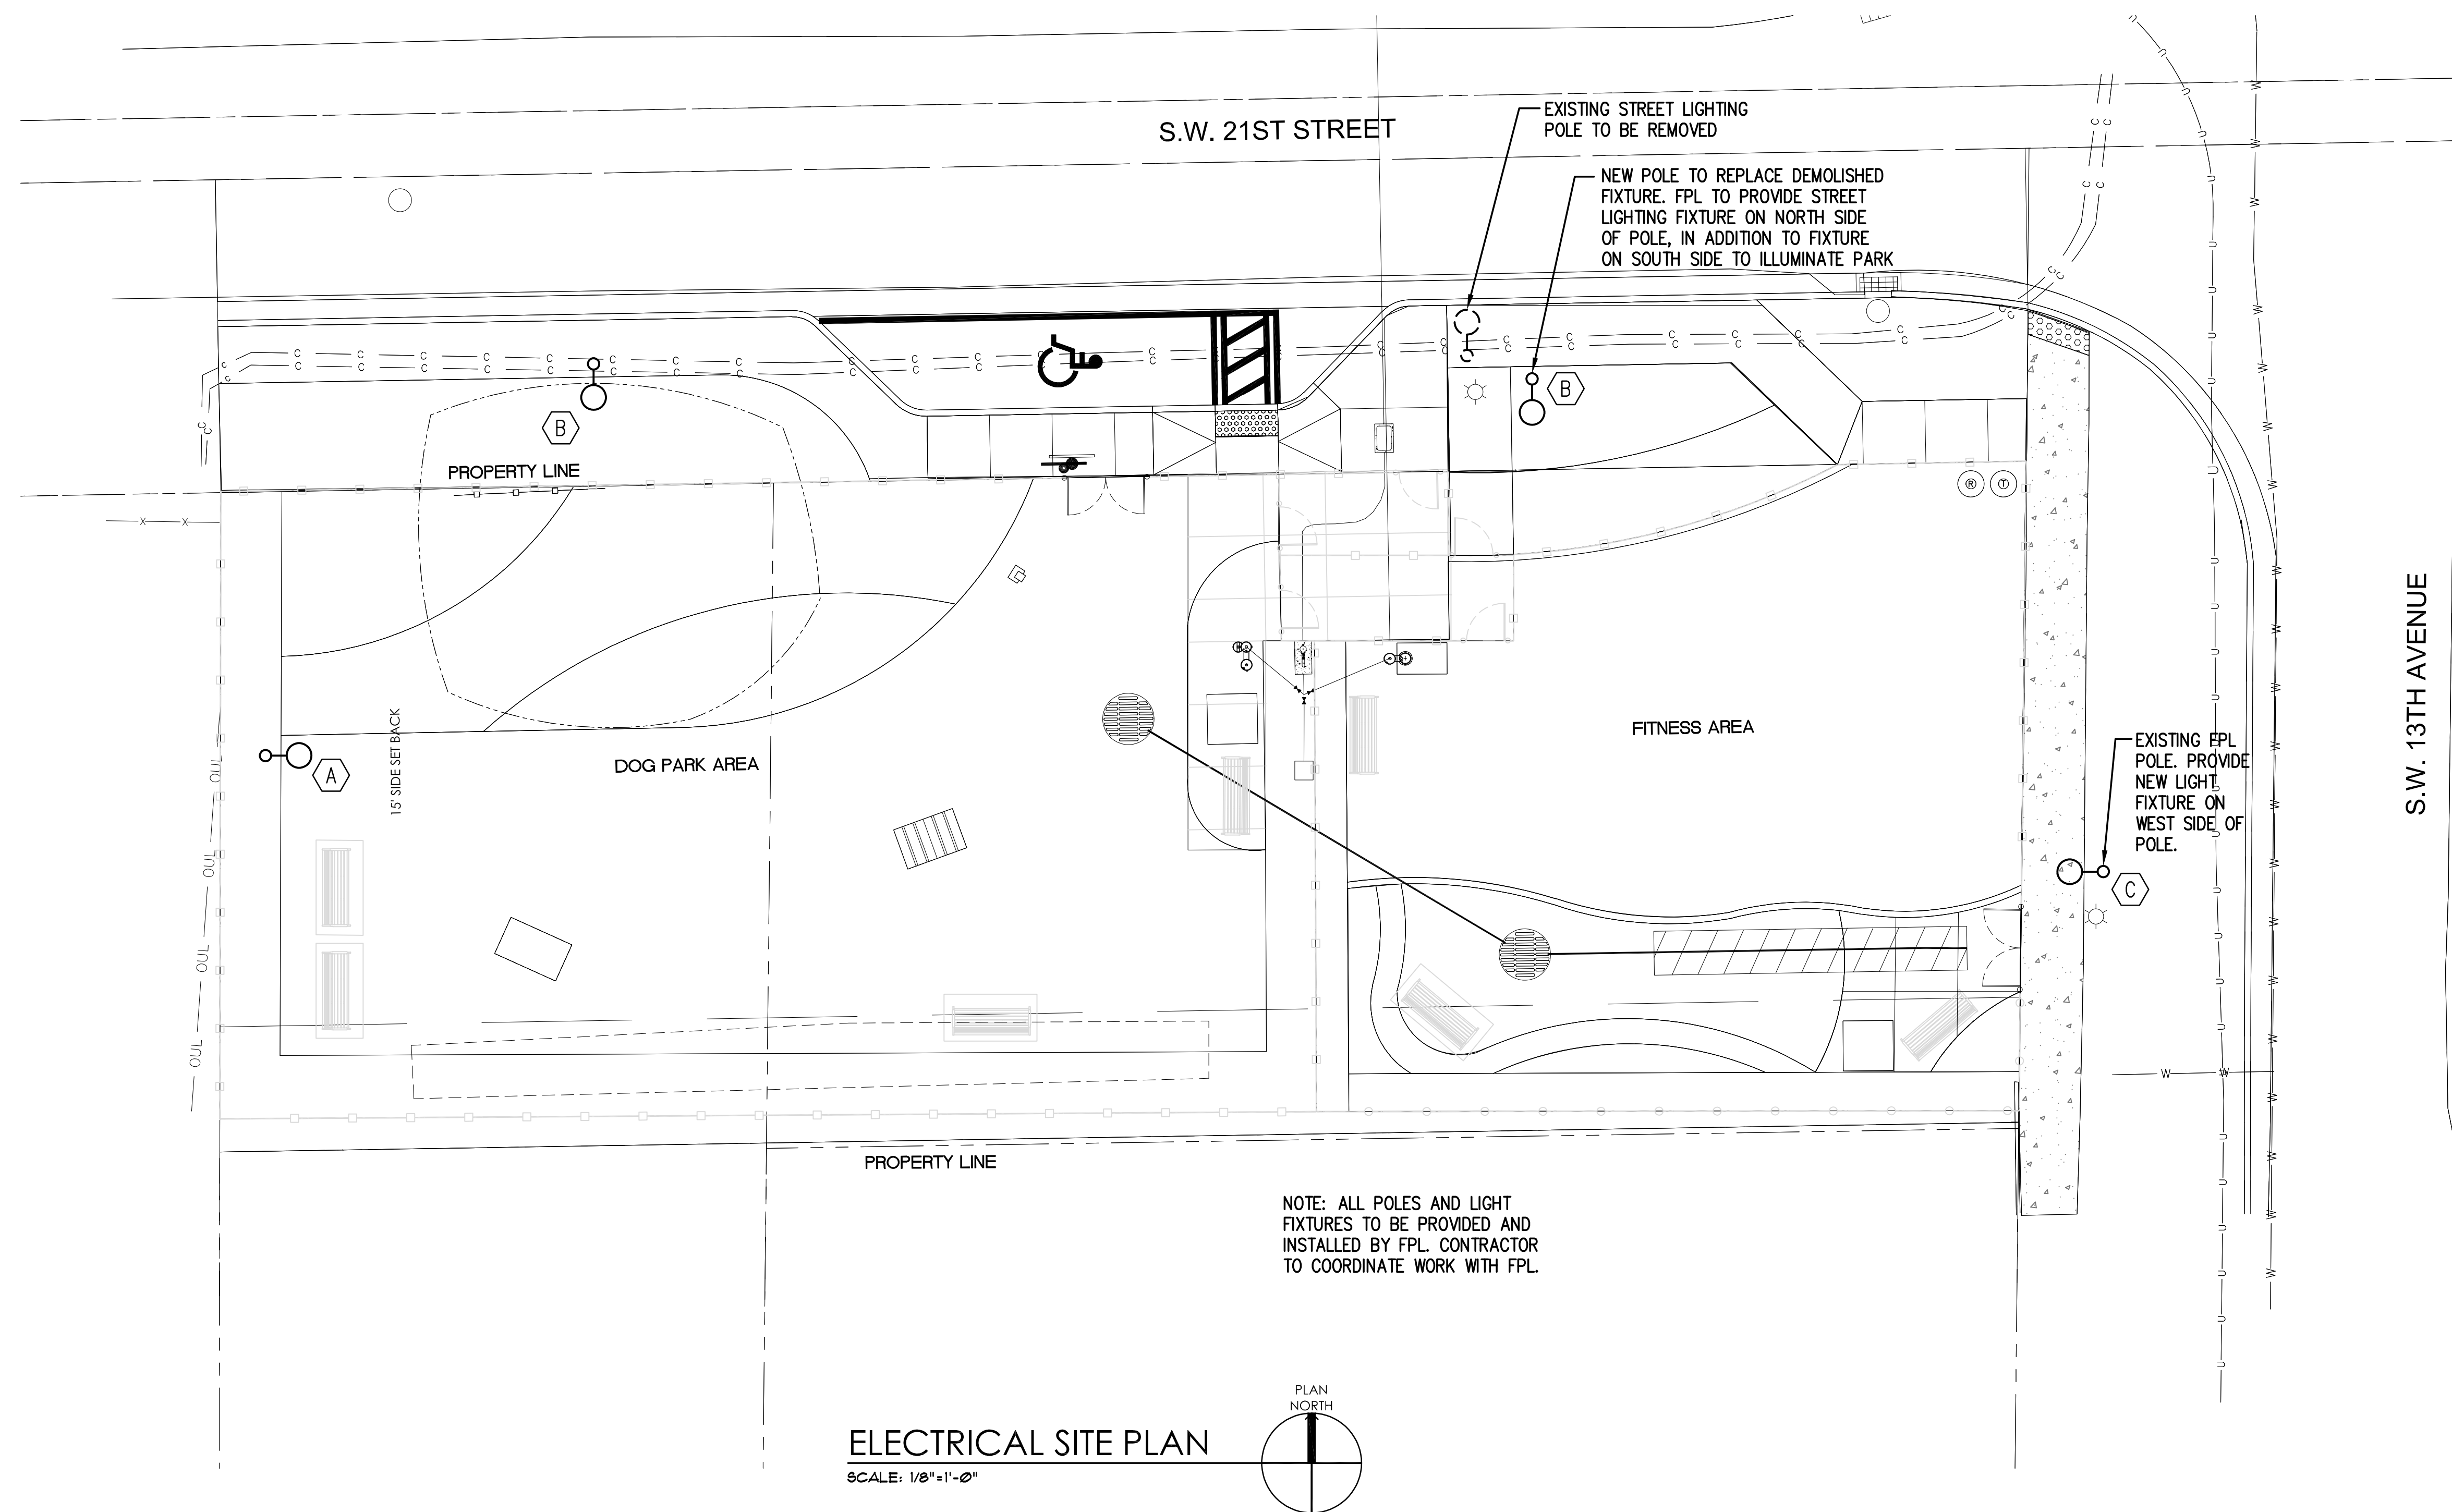 S.W. 21ST STREET
EXISTING STREET LIGHTING
POLE TO BE REMOVED
NEW POLE TO REPLACE DEMOLISHED
FIXTURE. FPL TO PROVIDE STREET
LIGHTING FIXTURE ON NORTH SIDE
OF POLE, IN ADDITION TO FIXTURE
ON SOUTH SIDE TO ILLUMINATE PARK
B
B
PROPERTY LINE
R
T
A
15' SIDE SET BACK
DOG PARK AREA
FITNESS AREA
S.W. 13TH AVENUE
EXISTING FPL
POLE. PROVIDE
NEW LIGHT
FIXTURE ON
WEST SIDE OF
POLE.
C
OUL
OUL
OUL
OUL
PROPERTY LINE
NOTE: ALL POLES AND LIGHT
FIXTURES TO BE PROVIDED AND
INSTALLED BY FPL. CONTRACTOR
TO COORDINATE WORK WITH FPL.
PLAN
NORTH
ELECTRICAL SITE PLAN
SCALE: 1/8"=1'-0"